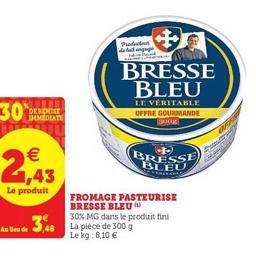 Producteur
de lait engagé
BRESSE
BLEU
LE VÉRITABLE
OFFRE GOURMANDE
300g
BRESSE
BLEU
30% DE REMISE
IMMÉDIATE
2,43 €
Le produit
Au lieu de 3,48 €
FROMAGE PASTEURISE
BRESSE BLEU (1)
30% MG dans le produit fini
La pièce de 300 g
Le kg : 8,10 €